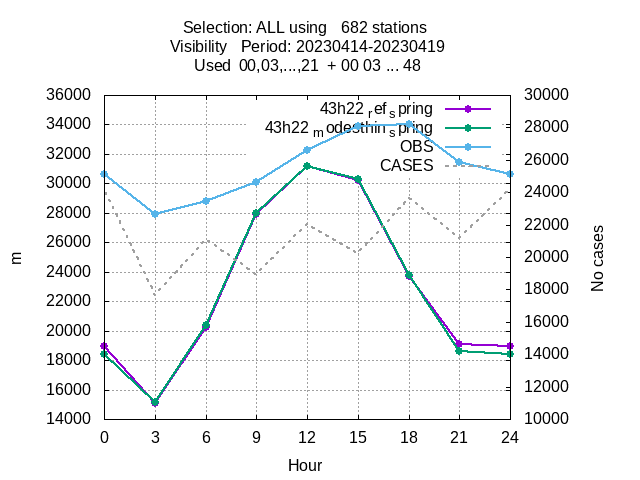 Selection: ALL using   682 stations
Visibility   Period: 20230414-20230419
Used  00,03,...,21  + 00 03 ... 48
43h22 ref spring
43h22 modesthin spring
OBS
CASES
36000
34000
32000
30000
28000
26000
24000
22000
20000
18000
16000
14000
30000
28000
26000
24000
22000
20000
18000
16000
14000
12000
10000
m
No cases
0 3 6 9 12 15 18 21 24
Hour